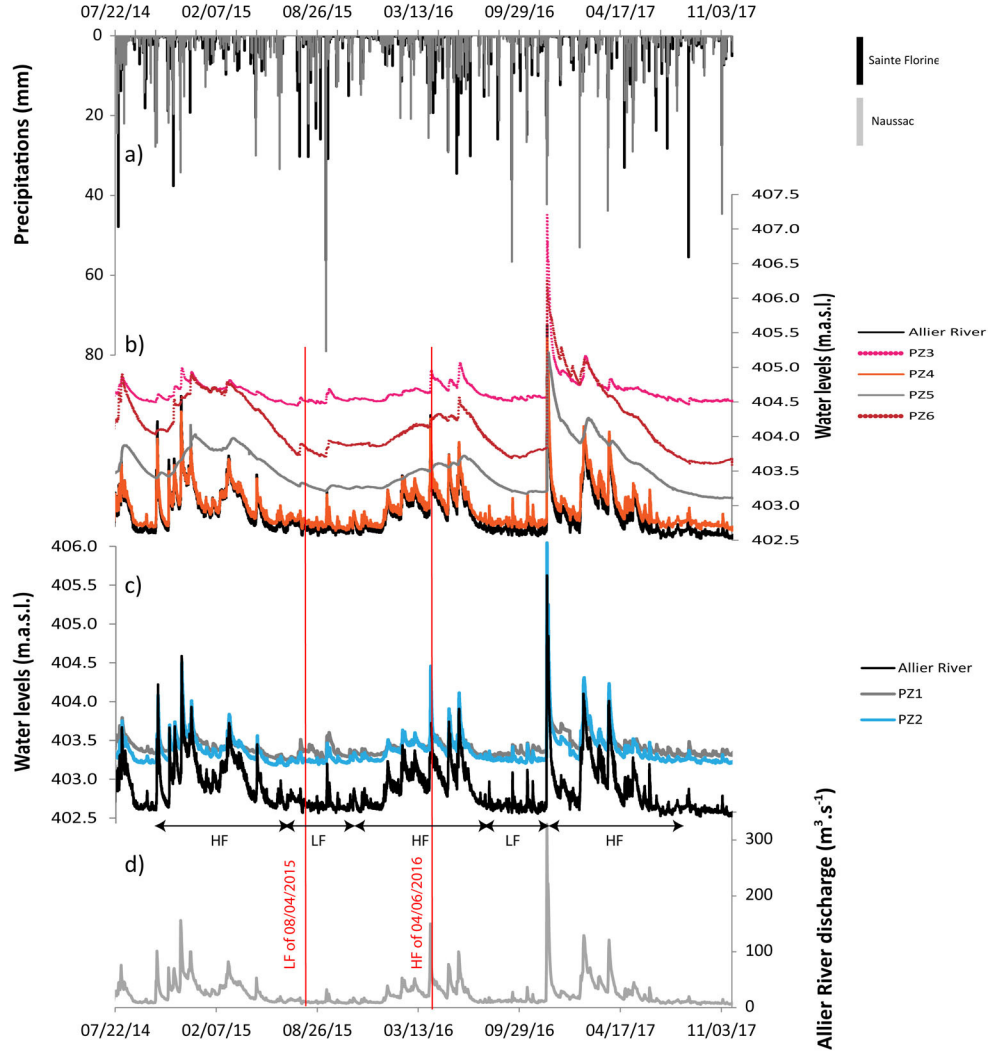 07/22/14 02/07/15 08/26/15 03/13/16 09/29/16 04/17/17 11/03/17
Precipitations (mm)
0
20
40
60
80
a)
Sainte Florine
Naussac
b)
407.5
407.0
406.5
406.0
405.5
405.0
404.5
404.0
403.5
403.0
402.5
Water levels (m.a.s.l.)
Allier River
PZ3
PZ4
PZ5
PZ6
c)
406.0
405.5
405.0
404.5
404.0
403.5
403.0
402.5
Water levels (m.a.s.l.)
Allier River
PZ1
PZ2
HF LF HF LF HF
d)
LF of 08/04/2015
HF of 04/06/2016
300
200
100
0
Allier River discharge (m³.s⁻¹)
07/22/14 02/07/15 08/26/15 03/13/16 09/29/16 04/17/17 11/03/17